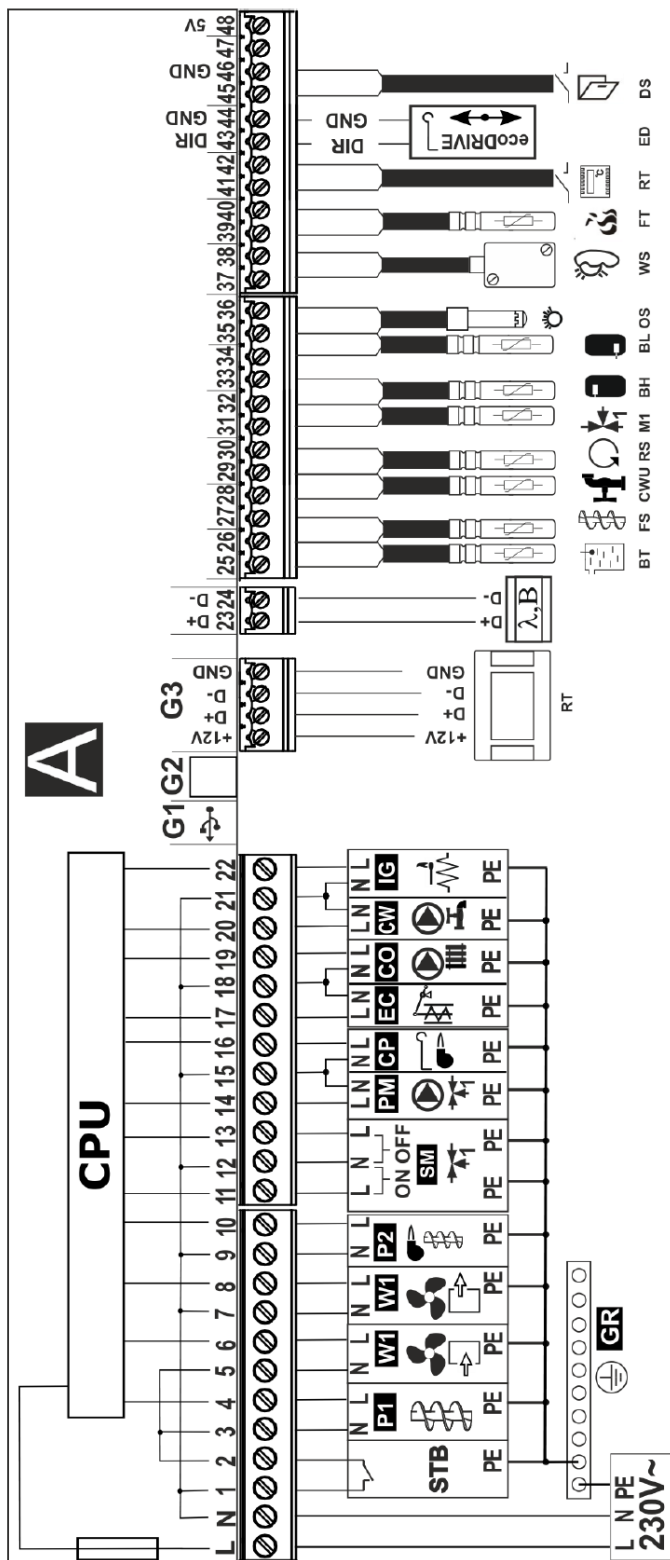 A
CPU
L N 1 2 3 4 5 6 7 8 9 10 11 12 13 14 15 16 17 18 19 20 21 22
G1 G2 G3
+12V D+ D- GND
D+ D-
23 24
25 26 27 28 29 30 31 32 33 34 35 36 37 38 39 40 41 42 43 44 45 46 47 48
DIR GND GND 5V
STB
PE
N L
P1
PE
N L
W1
PE
N L
W1
PE
N L
P2
PE
L N L
ON OFF
SM
1
PE PE
L N
PM
1
PE
N L
CP
PE
L N
EC
PE
N L
CO
PE
L N
CW
PE
N L
IG
PE
+12V D+ D- GND
RT
D+ D-
λ,B
DIR GND
ecoDRIVE
°C
1
BT FS CWU RS M1 BH BL OS WS FT RT ED DS
GR
L N PE
230V~